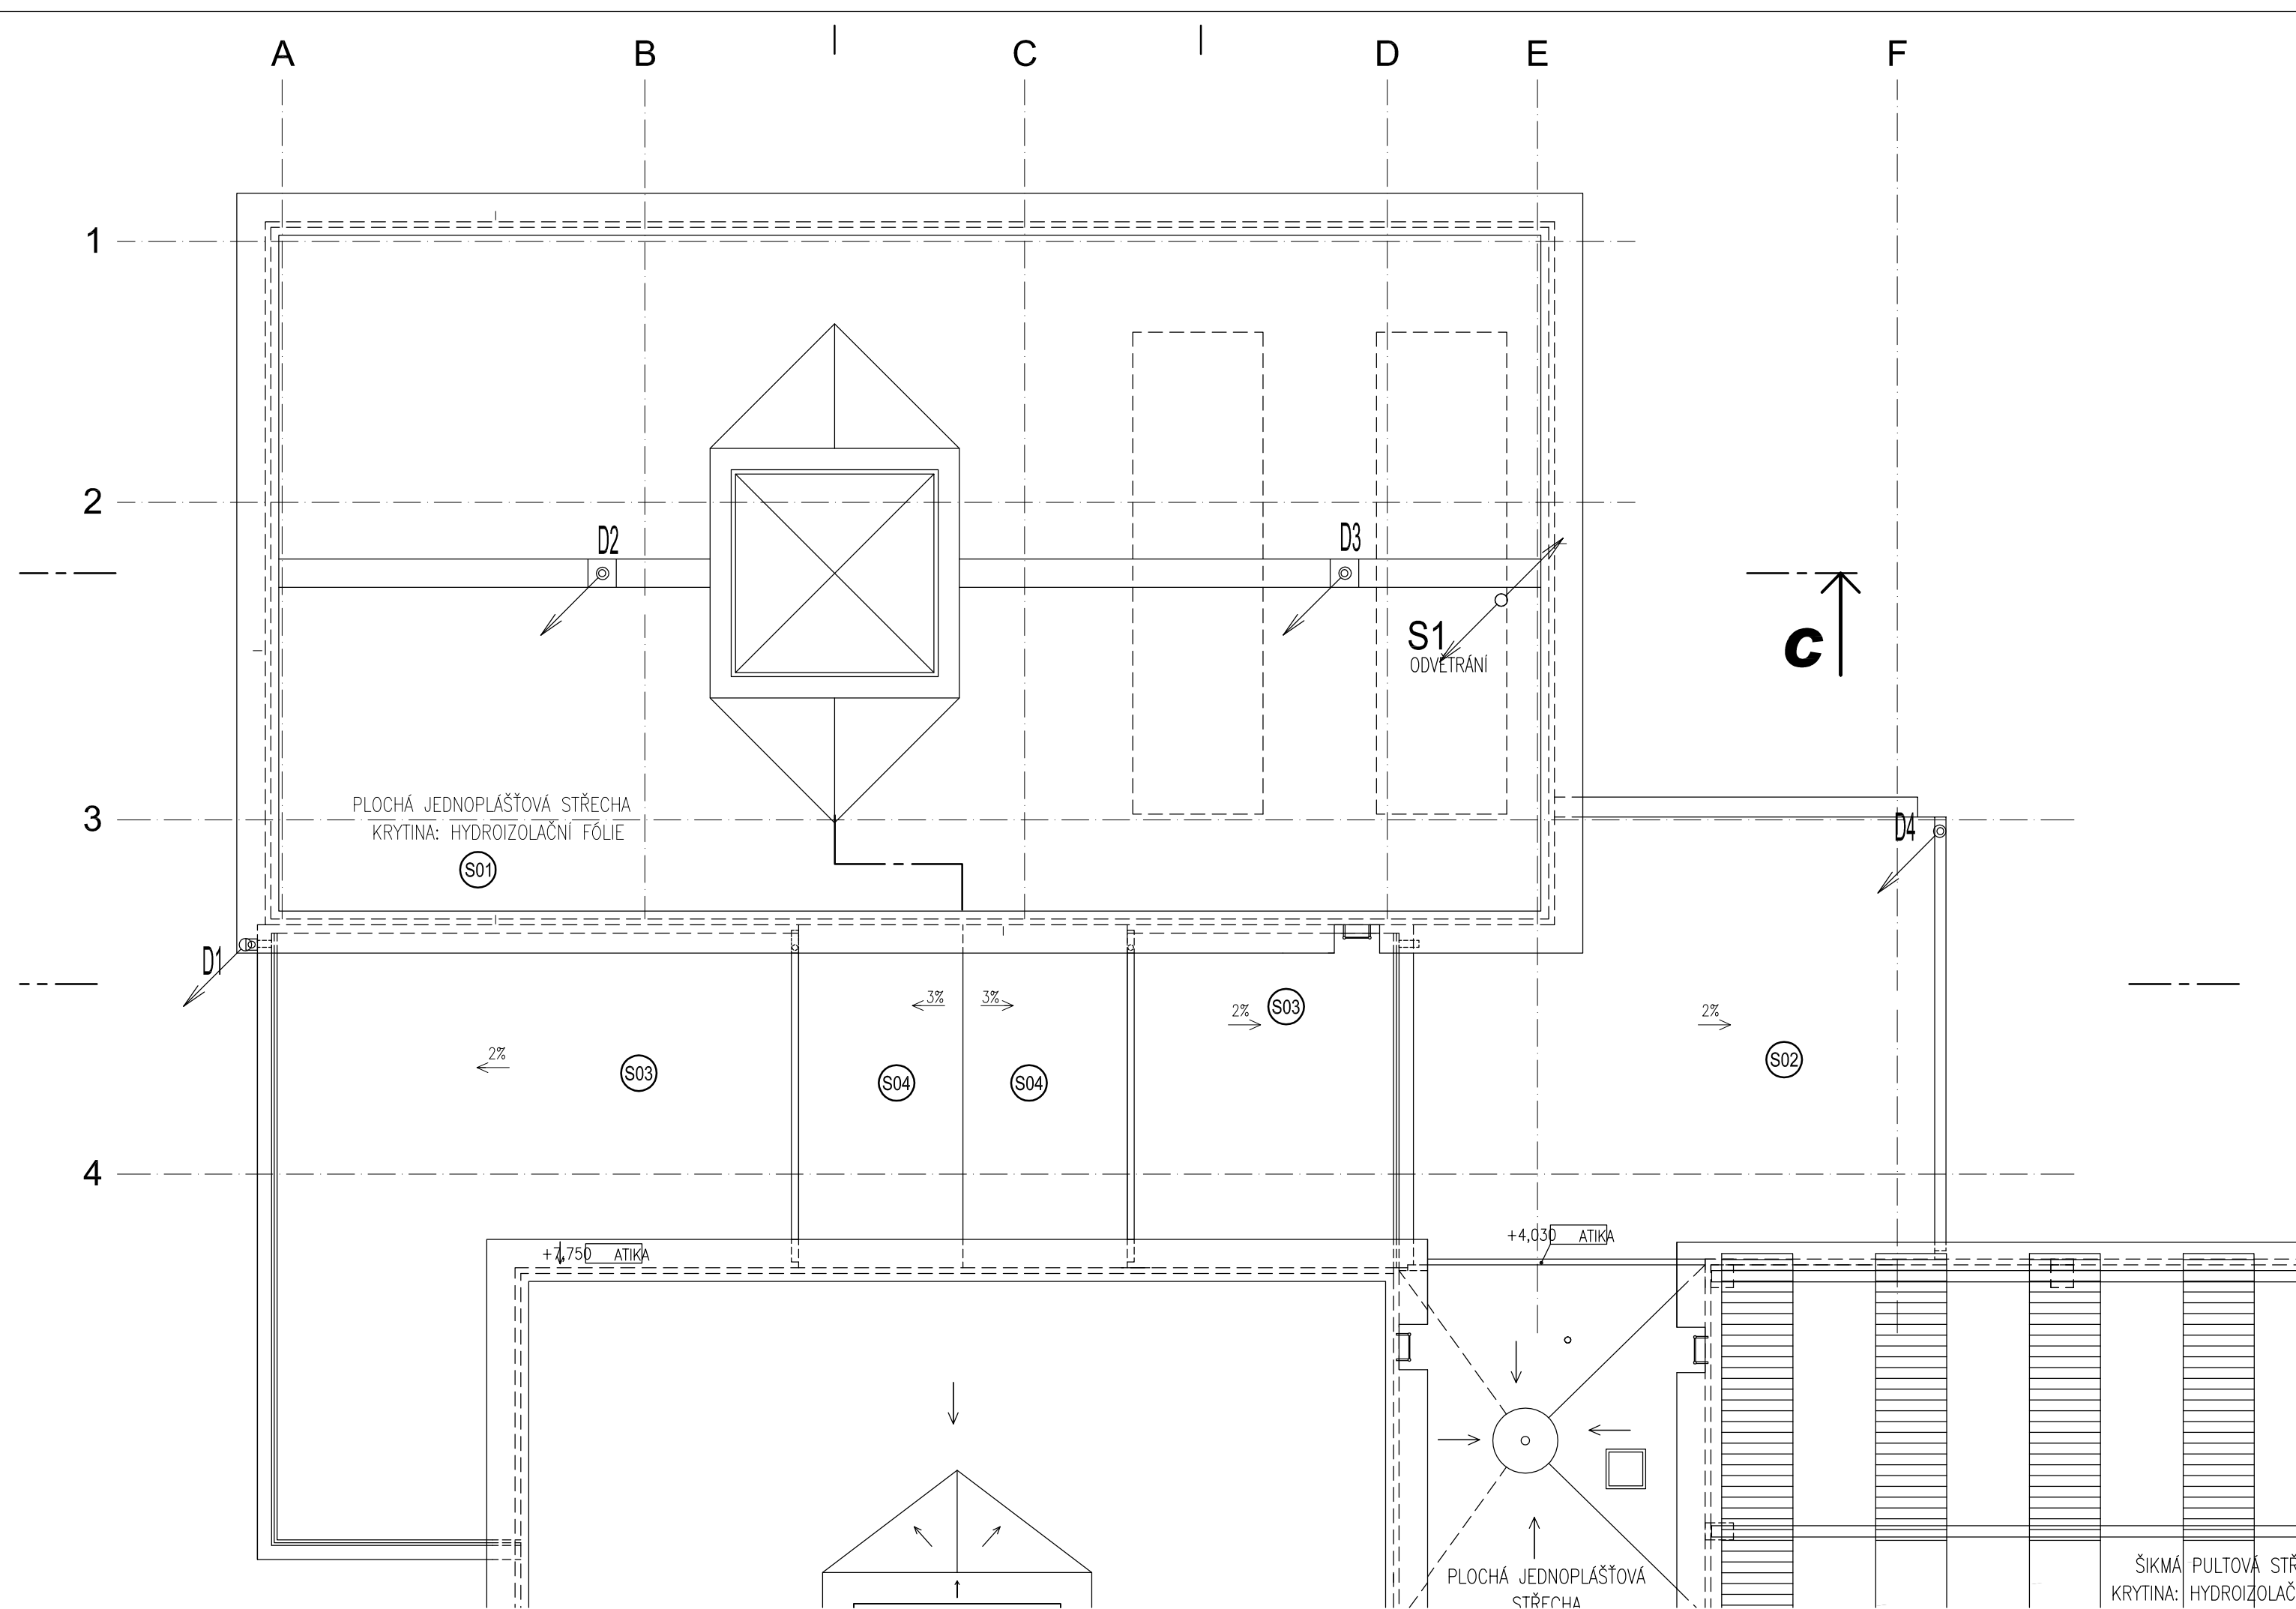 A B C D E F
1
2
D2 D3
S1
ODVĚTRÁNÍ
c
PLOCHÁ JEDNOPLÁŠŤOVÁ STŘECHA
3
D4
KRYTINA: HYDROIZOLAČNÍ FÓLIE
S01
D1
3% 3%
S03
2% 2%
2%
S03 S04 S04 S02
4
+4,030 ATIKA
+7,750 ATIKA
PLOCHÁ JEDNOPLÁŠŤOVÁ
STŘECHA
ŠIKMÁ PULTOVÁ STŘ
KRYTINA: HYDROIZOLAČ